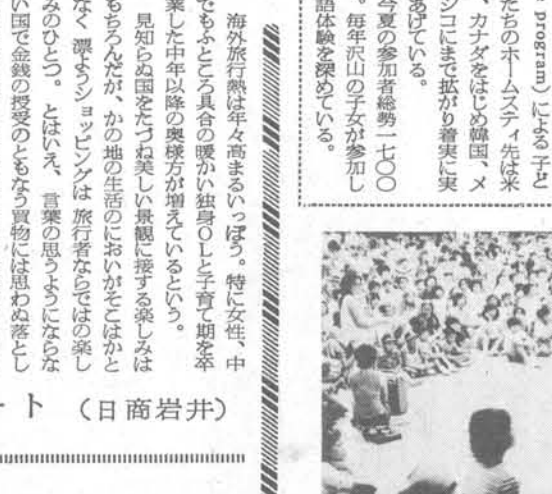 program) による 子ど
たちのホームスティ先は米
、カナダをはじめ韓国、メ
シコにまで拡がり着実に実
あげている。
今夏の参加者総勢一七〇〇
。毎年沢山の子女が参加し
語体験を深めている。
海外旅行熱は年々高まるいっぽう。特に女性、中
でもふところ具合の暖かい独身OLと子育て期を卒
業した中年以降の奥様方が増えているという。
見知らぬ国をたづね美しい景観に接する楽しみは
もちろんだが、かの地の生活のにおいがそこはかと
なく 漂ようショッピングは 旅行者ならではの楽し
みのひとつ。とはいえ、言葉の思うようにならな
い国で金銭の授受のともなう買物には思わぬ落とし
ート （日商岩井）